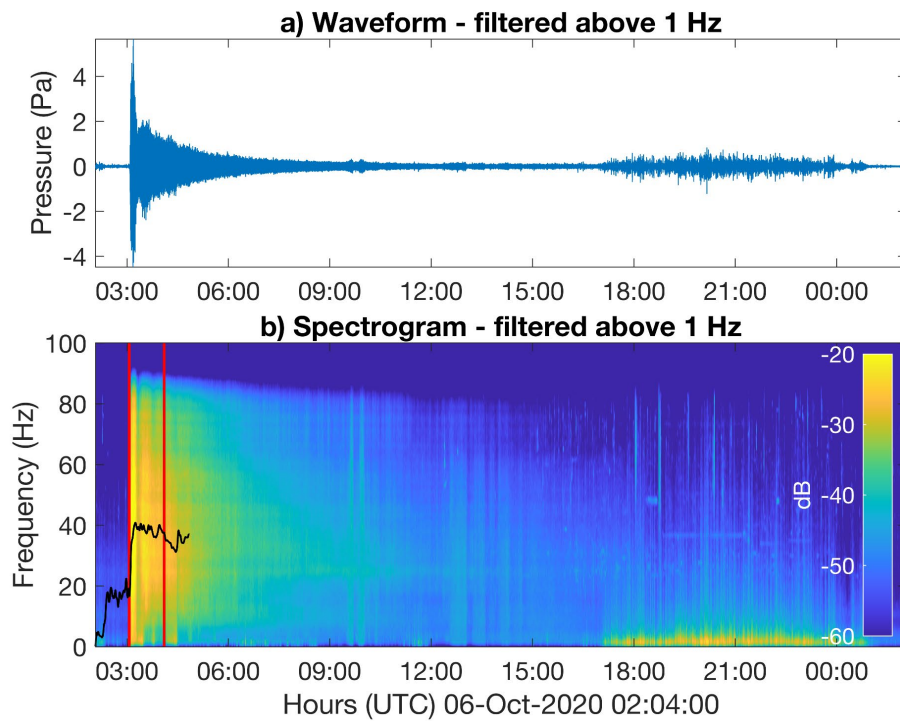 a) Waveform - filtered above 1 Hz
Pressure (Pa)
4
2
0
-2
-4
03:00 06:00 09:00 12:00 15:00 18:00 21:00 00:00
b) Spectrogram - filtered above 1 Hz
Frequency (Hz)
100
80
60
40
20
0
-20
-30
-40
-50
-60
dB
03:00 06:00 09:00 12:00 15:00 18:00 21:00 00:00
Hours (UTC) 06-Oct-2020 02:04:00